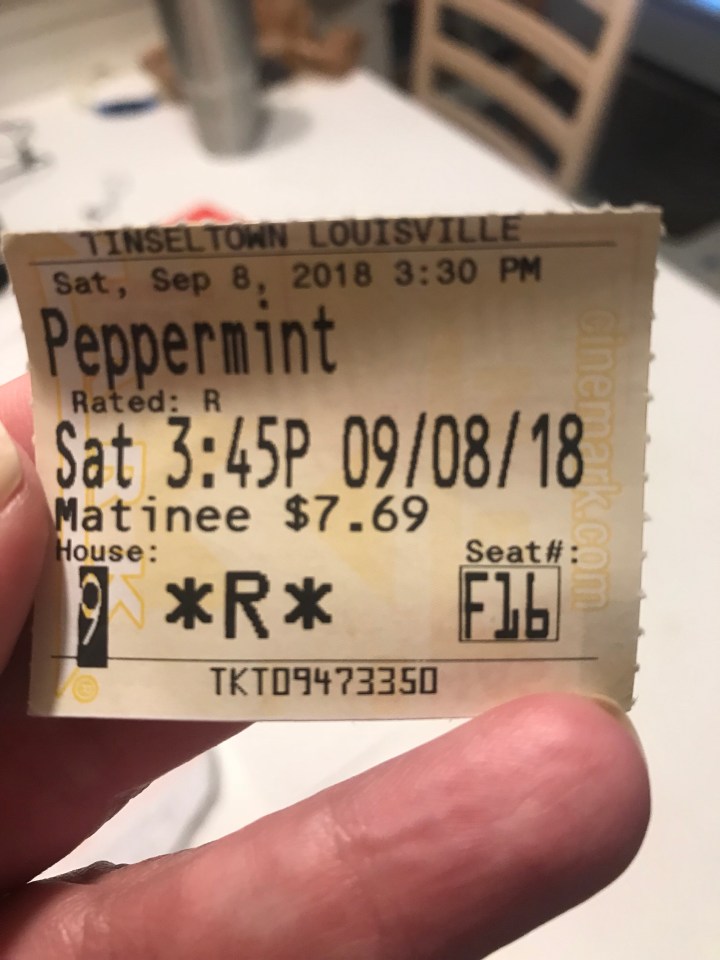 TINSELTOWN LOUISVILLE
Sat, Sep 8, 2018 3:30 PM
Peppermint
Rated: R
Sat 3:45P 09/08/18
Matinee $7.69
House: Seat#:
9 *R* F16
TKT09473350
cinemark.com